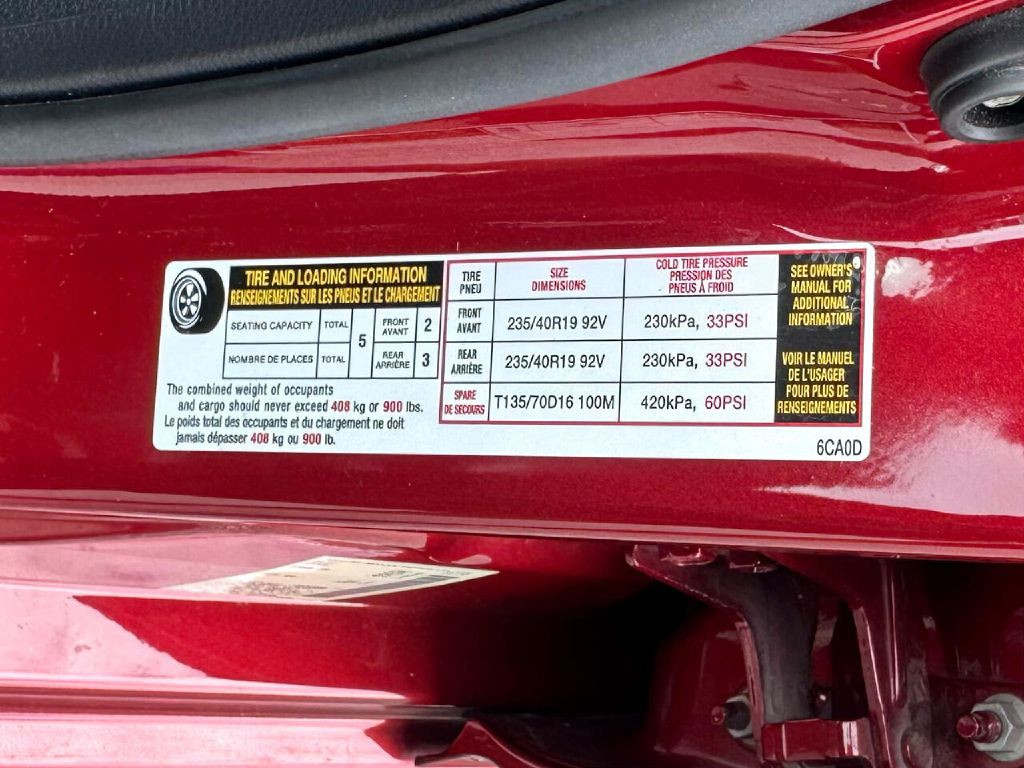 TIRE AND LOADING INFORMATION
RENSEIGNEMENTS SUR LES PNEUS ET LE CHARGEMENT
SEATING CAPACITY TOTAL 5 FRONT AVANT 2
NOMBRE DE PLACES TOTAL REAR ARRIÈRE 3
The combined weight of occupants
and cargo should never exceed 408 kg or 900 lbs.
Le poids total des occupants et du chargement ne doit
jamais dépasser 408 kg ou 900 lb.
TIRE PNEU SIZE DIMENSIONS COLD TIRE PRESSURE PRESSION DES PNEUS À FROID
FRONT AVANT 235/40R19 92V 230kPa, 33PSI
REAR ARRIÈRE 235/40R19 92V 230kPa, 33PSI
SPARE DE SECOURS T135/70D16 100M 420kPa, 60PSI
SEE OWNER'S
MANUAL FOR
ADDITIONAL
INFORMATION
VOIR LE MANUEL
DE L'USAGER
POUR PLUS DE
RENSEIGNEMENTS
6CA0D